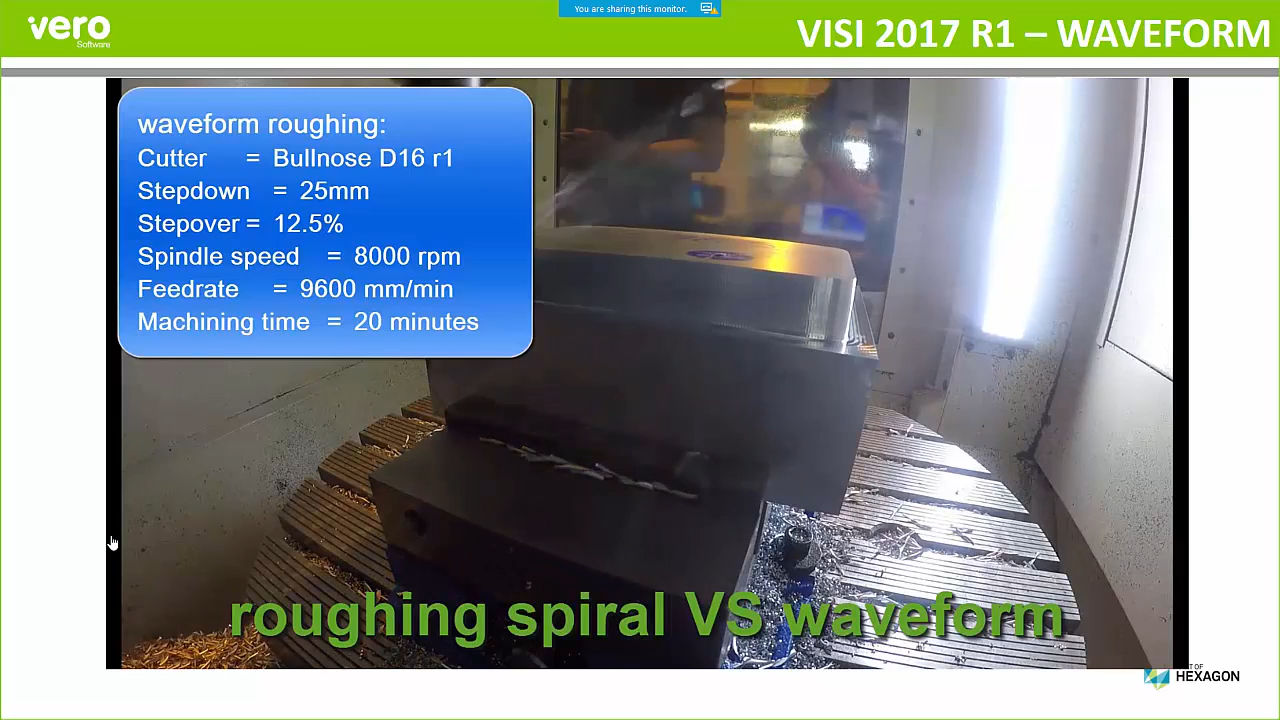 You are sharing this monitor.
vero
Software
VISI 2017 R1 – WAVEFORM
waveform roughing:
Cutter = Bullnose D16 r1
Stepdown = 25mm
Stepover = 12.5%
Spindle speed = 8000 rpm
Feedrate = 9600 mm/min
Machining time = 20 minutes
roughing spiral VS waveform
T OF
HEXAGON